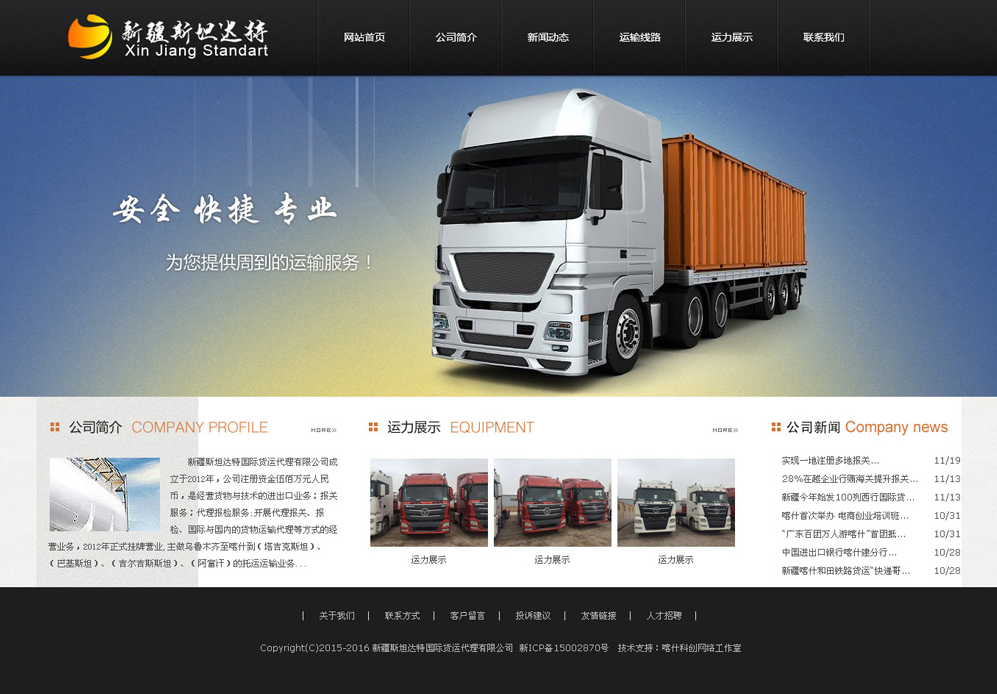 新疆斯坦达特
Xin Jiang Standart
网站首页 公司简介 新闻动态 运输线路 运力展示 联系我们
安全 快捷 专业
为您提供周到的运输服务！
公司简介 COMPANY PROFILE MORE»
新疆斯坦达特国际货运代理有限公司成
立于2012年，公司注册资金伍佰万元人民
币，是经营货物与技术的进出口业务；报关
服务；代理报检服务;开展代理报关、报
检、国际与国内的货物运输代理等方式的经
营业务，2012年正式挂牌营业, 主做乌鲁木齐至喀什到（塔吉克斯坦）、
（巴基斯坦）、（吉尔吉斯斯坦）、（阿富汗）的托运运输业务...
运力展示 EQUIPMENT MORE»
运力展示 运力展示 运力展示
公司新闻 Company news
实现一地注册多地报关... 11/19
28%在越企业行贿海关提升报关... 11/13
新疆今年始发100列西行国际货... 11/13
喀什首次举办 电商创业培训班... 10/31
“广东百团万人游喀什”首团抵... 10/31
中国进出口银行喀什建分行... 10/28
新疆喀什和田铁路货运“快递哥... 10/28
| 关于我们 | 联系方式 | 客户留言 | 投诉建议 | 友情链接 | 人才招聘 |
Copyright(C)2015-2016 新疆斯坦达特国际货运代理有限公司 新ICP备15002870号 技术支持：喀什科创网络工作室